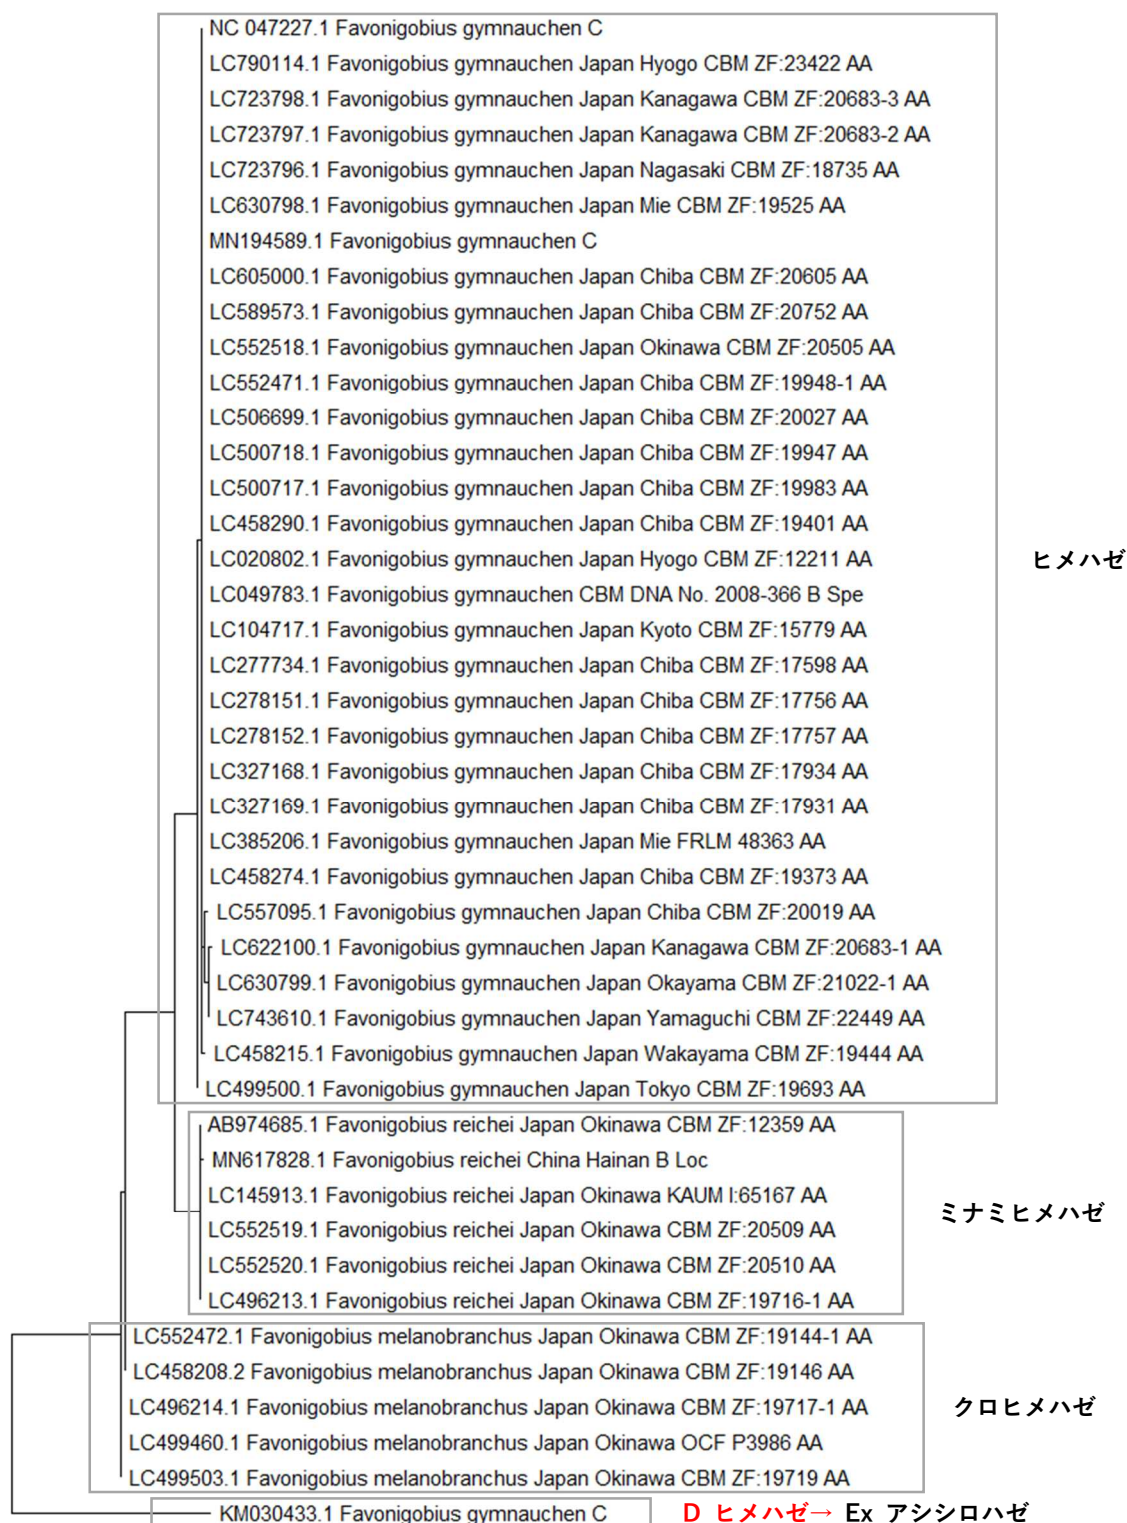 NC 047227.1 Favonigobius gymnauchen C
LC790114.1 Favonigobius gymnauchen Japan Hyogo CBM ZF:23422 AA
LC723798.1 Favonigobius gymnauchen Japan Kanagawa CBM ZF:20683-3 AA
LC723797.1 Favonigobius gymnauchen Japan Kanagawa CBM ZF:20683-2 AA
LC723796.1 Favonigobius gymnauchen Japan Nagasaki CBM ZF:18735 AA
LC630798.1 Favonigobius gymnauchen Japan Mie CBM ZF:19525 AA
MN194589.1 Favonigobius gymnauchen C
LC605000.1 Favonigobius gymnauchen Japan Chiba CBM ZF:20605 AA
LC589573.1 Favonigobius gymnauchen Japan Chiba CBM ZF:20752 AA
LC552518.1 Favonigobius gymnauchen Japan Okinawa CBM ZF:20505 AA
LC552471.1 Favonigobius gymnauchen Japan Chiba CBM ZF:19948-1 AA
LC506699.1 Favonigobius gymnauchen Japan Chiba CBM ZF:20027 AA
LC500718.1 Favonigobius gymnauchen Japan Chiba CBM ZF:19947 AA
LC500717.1 Favonigobius gymnauchen Japan Chiba CBM ZF:19983 AA
LC458290.1 Favonigobius gymnauchen Japan Chiba CBM ZF:19401 AA
LC020802.1 Favonigobius gymnauchen Japan Hyogo CBM ZF:12211 AA
ヒメハゼ
LC049783.1 Favonigobius gymnauchen CBM DNA No. 2008-366 B Spe
LC104717.1 Favonigobius gymnauchen Japan Kyoto CBM ZF:15779 AA
LC277734.1 Favonigobius gymnauchen Japan Chiba CBM ZF:17598 AA
LC278151.1 Favonigobius gymnauchen Japan Chiba CBM ZF:17756 AA
LC278152.1 Favonigobius gymnauchen Japan Chiba CBM ZF:17757 AA
LC327168.1 Favonigobius gymnauchen Japan Chiba CBM ZF:17934 AA
LC327169.1 Favonigobius gymnauchen Japan Chiba CBM ZF:17931 AA
LC385206.1 Favonigobius gymnauchen Japan Mie FRLM 48363 AA
LC458274.1 Favonigobius gymnauchen Japan Chiba CBM ZF:19373 AA
LC557095.1 Favonigobius gymnauchen Japan Chiba CBM ZF:20019 AA
LC622100.1 Favonigobius gymnauchen Japan Kanagawa CBM ZF:20683-1 AA
LC630799.1 Favonigobius gymnauchen Japan Okayama CBM ZF:21022-1 AA
LC743610.1 Favonigobius gymnauchen Japan Yamaguchi CBM ZF:22449 AA
LC458215.1 Favonigobius gymnauchen Japan Wakayama CBM ZF:19444 AA
LC499500.1 Favonigobius gymnauchen Japan Tokyo CBM ZF:19693 AA
AB974685.1 Favonigobius reichei Japan Okinawa CBM ZF:12359 AA
MN617828.1 Favonigobius reichei China Hainan B Loc
LC145913.1 Favonigobius reichei Japan Okinawa KAUM I:65167 AA
ミナミヒメハゼ
LC552519.1 Favonigobius reichei Japan Okinawa CBM ZF:20509 AA
LC552520.1 Favonigobius reichei Japan Okinawa CBM ZF:20510 AA
LC496213.1 Favonigobius reichei Japan Okinawa CBM ZF:19716-1 AA
LC552472.1 Favonigobius melanobranchus Japan Okinawa CBM ZF:19144-1 AA
LC458208.2 Favonigobius melanobranchus Japan Okinawa CBM ZF:19146 AA
LC496214.1 Favonigobius melanobranchus Japan Okinawa CBM ZF:19717-1 AA
クロヒメハゼ
LC499460.1 Favonigobius melanobranchus Japan Okinawa OCF P3986 AA
LC499503.1 Favonigobius melanobranchus Japan Okinawa CBM ZF:19719 AA
KM030433.1 Favonigobius gymnauchen C
D ヒメハゼ→ Ex アシシロハゼ